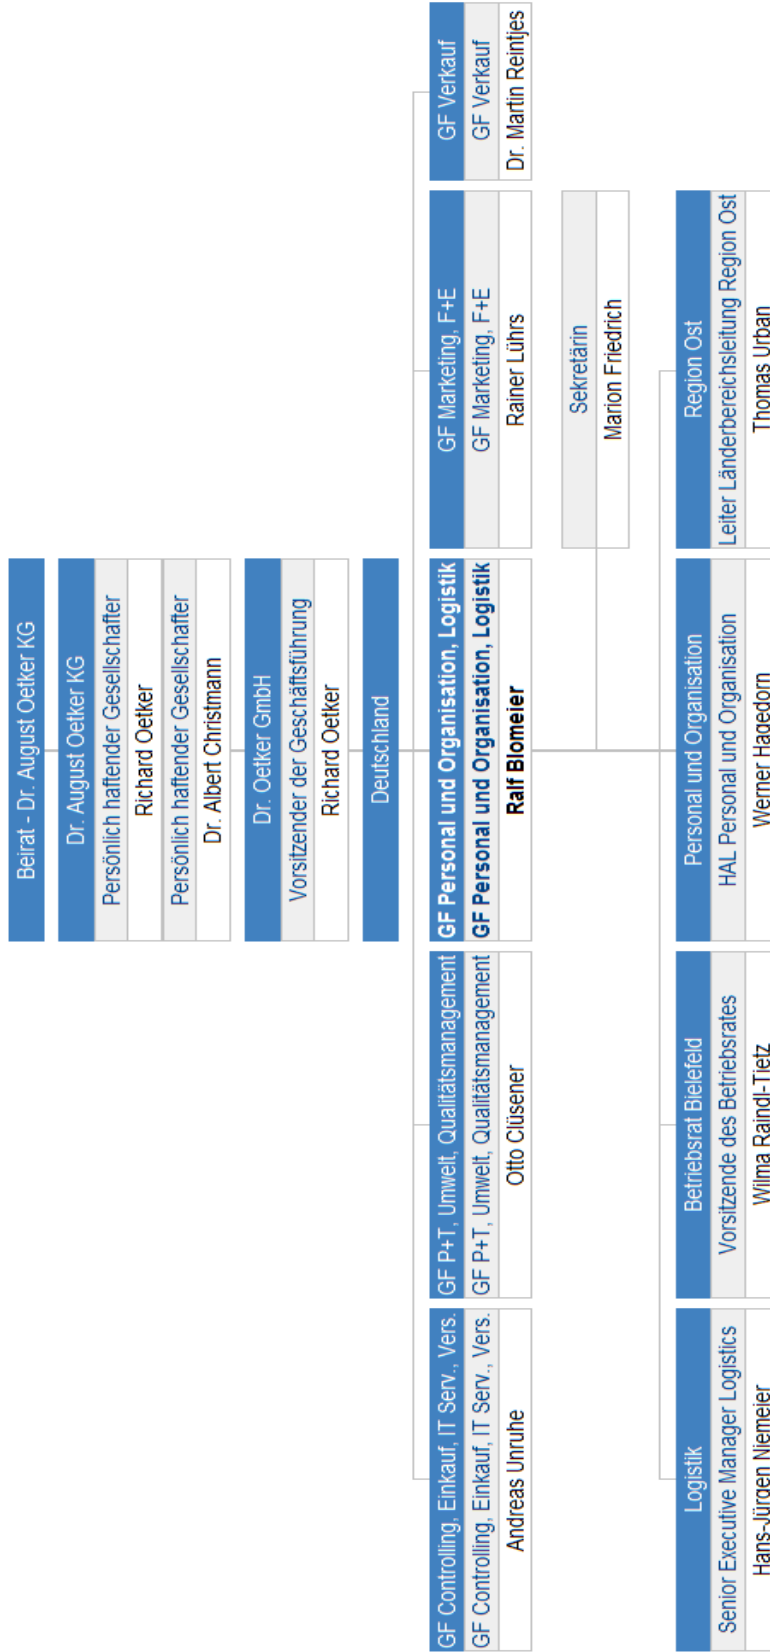 Beirat - Dr. August Oetker KG
Dr. August Oetker KG
Persönlich haftender Gesellschafter
Richard Oetker
Persönlich haftender Gesellschafter
Dr. Albert Christmann
Dr. Oetker GmbH
Vorsitzender der Geschäftsführung
Richard Oetker
Deutschland
GF Controlling, Einkauf, IT Serv., Vers.
GF Controlling, Einkauf, IT Serv., Vers.
Andreas Unruhe
GF P+T, Umwelt, Qualitätsmanagement
GF P+T, Umwelt, Qualitätsmanagement
Otto Clüsener
GF Personal und Organisation, Logistik
GF Personal und Organisation, Logistik
Ralf Blomeier
GF Marketing, F+E
GF Marketing, F+E
Rainer Lührs
GF Verkauf
GF Verkauf
Dr. Martin Reintjes
Sekretärin
Marion Friedrich
Logistik
Senior Executive Manager Logistics
Hans-Jürgen Niemeier
Betriebsrat Bielefeld
Vorsitzende des Betriebsrates
Wilma Raindl-Tietz
Personal und Organisation
HAL Personal und Organisation
Werner Hagedorn
Region Ost
Leiter Länderbereichsleitung Region Ost
Thomas Urban